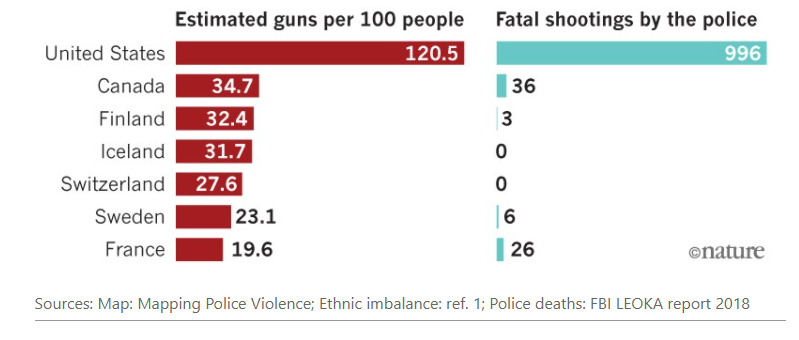 Estimated guns per 100 people Fatal shootings by the police
United States 120.5 996
Canada 34.7 36
Finland 32.4 3
Iceland 31.7 0
Switzerland 27.6 0
Sweden 23.1 6
France 19.6 26 ©nature
Sources: Map: Mapping Police Violence; Ethnic imbalance: ref. 1; Police deaths: FBI LEOKA report 2018